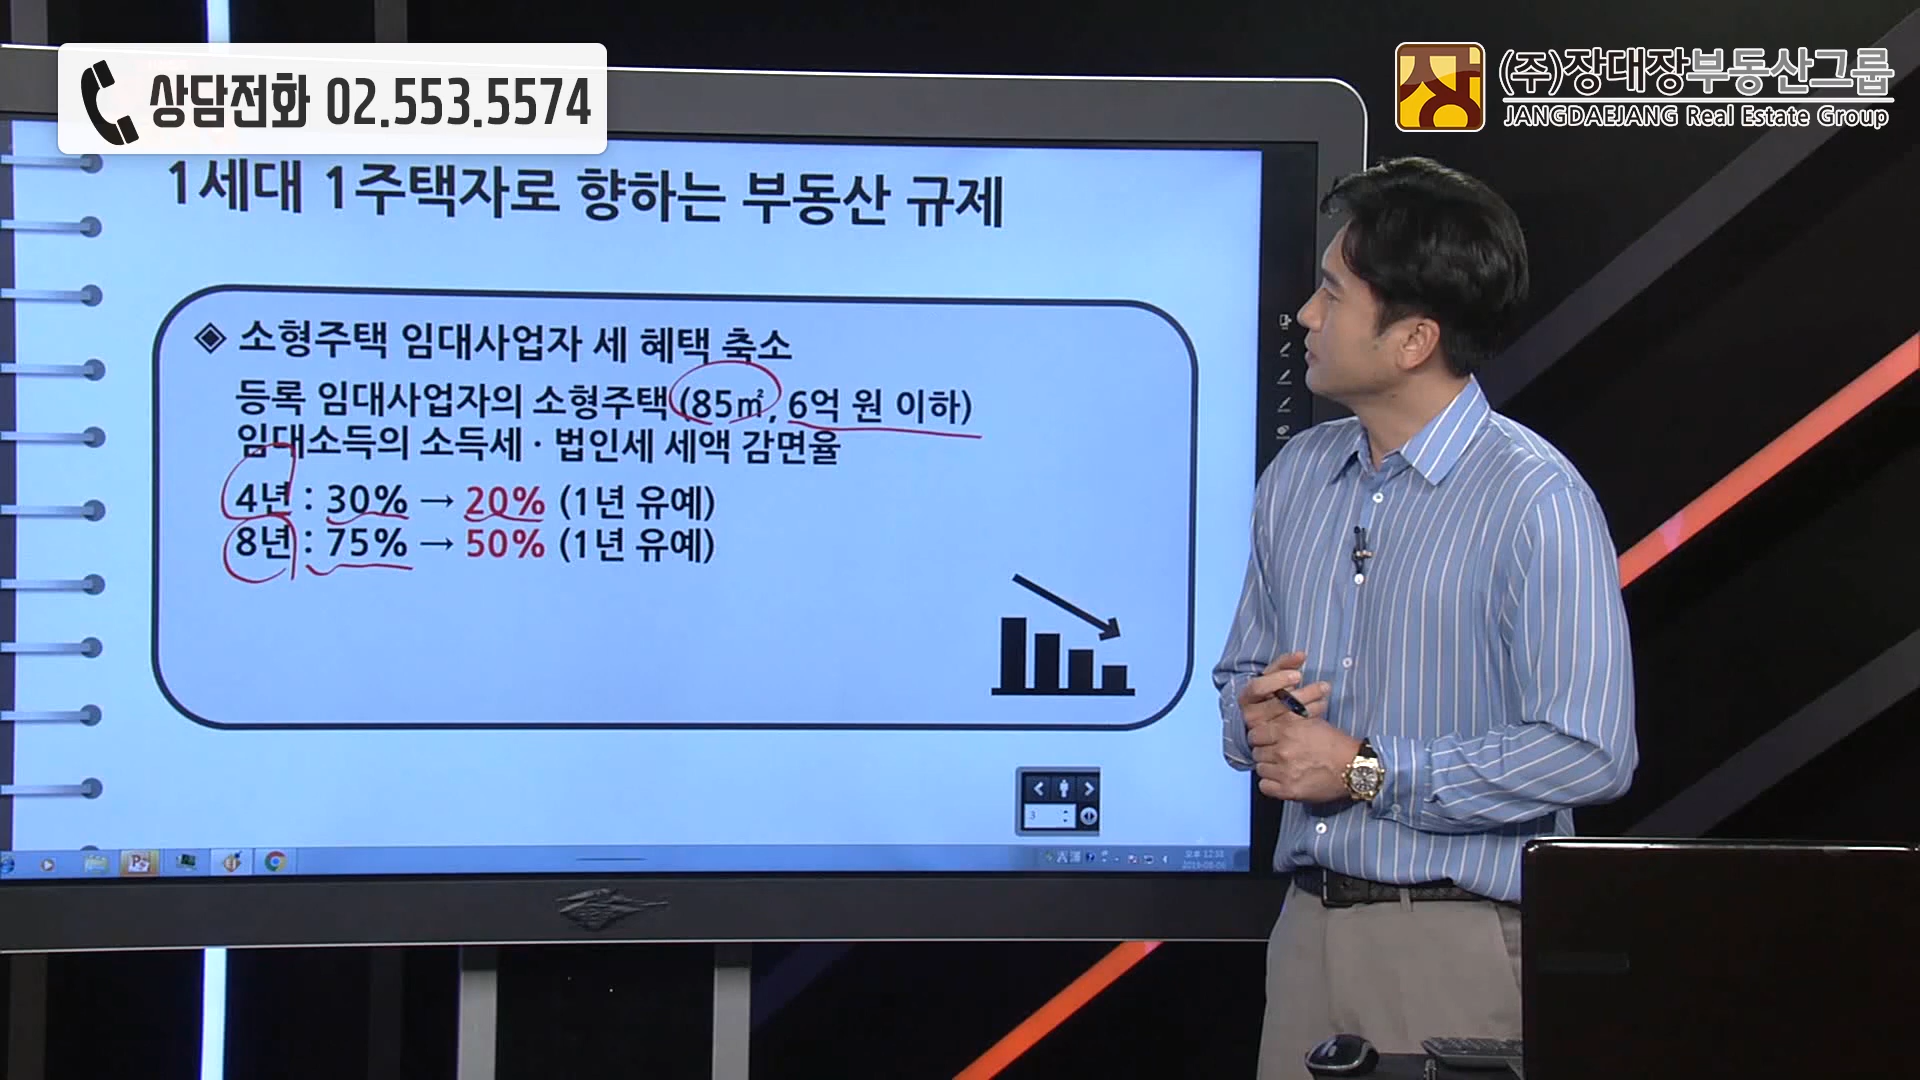 상담전화 02.553.5574
(주)장대장부동산그룹
JANGDAEJANG Real Estate Group
1세대 1주택자로 향하는 부동산 규제
◈ 소형주택 임대사업자 세 혜택 축소
등록 임대사업자의 소형주택 (85㎡, 6억 원 이하)
임대소득의 소득세 · 법인세 세액 감면율
4년 : 30% → 20% (1년 유예)
8년 : 75% → 50% (1년 유예)
3